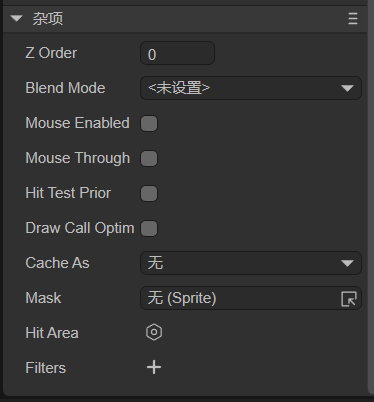 杂项
Z Order 0
Blend Mode <未设置>
Mouse Enabled
Mouse Through
Hit Test Prior
Draw Call Optim
Cache As 无
Mask 无 (Sprite)
Hit Area
Filters